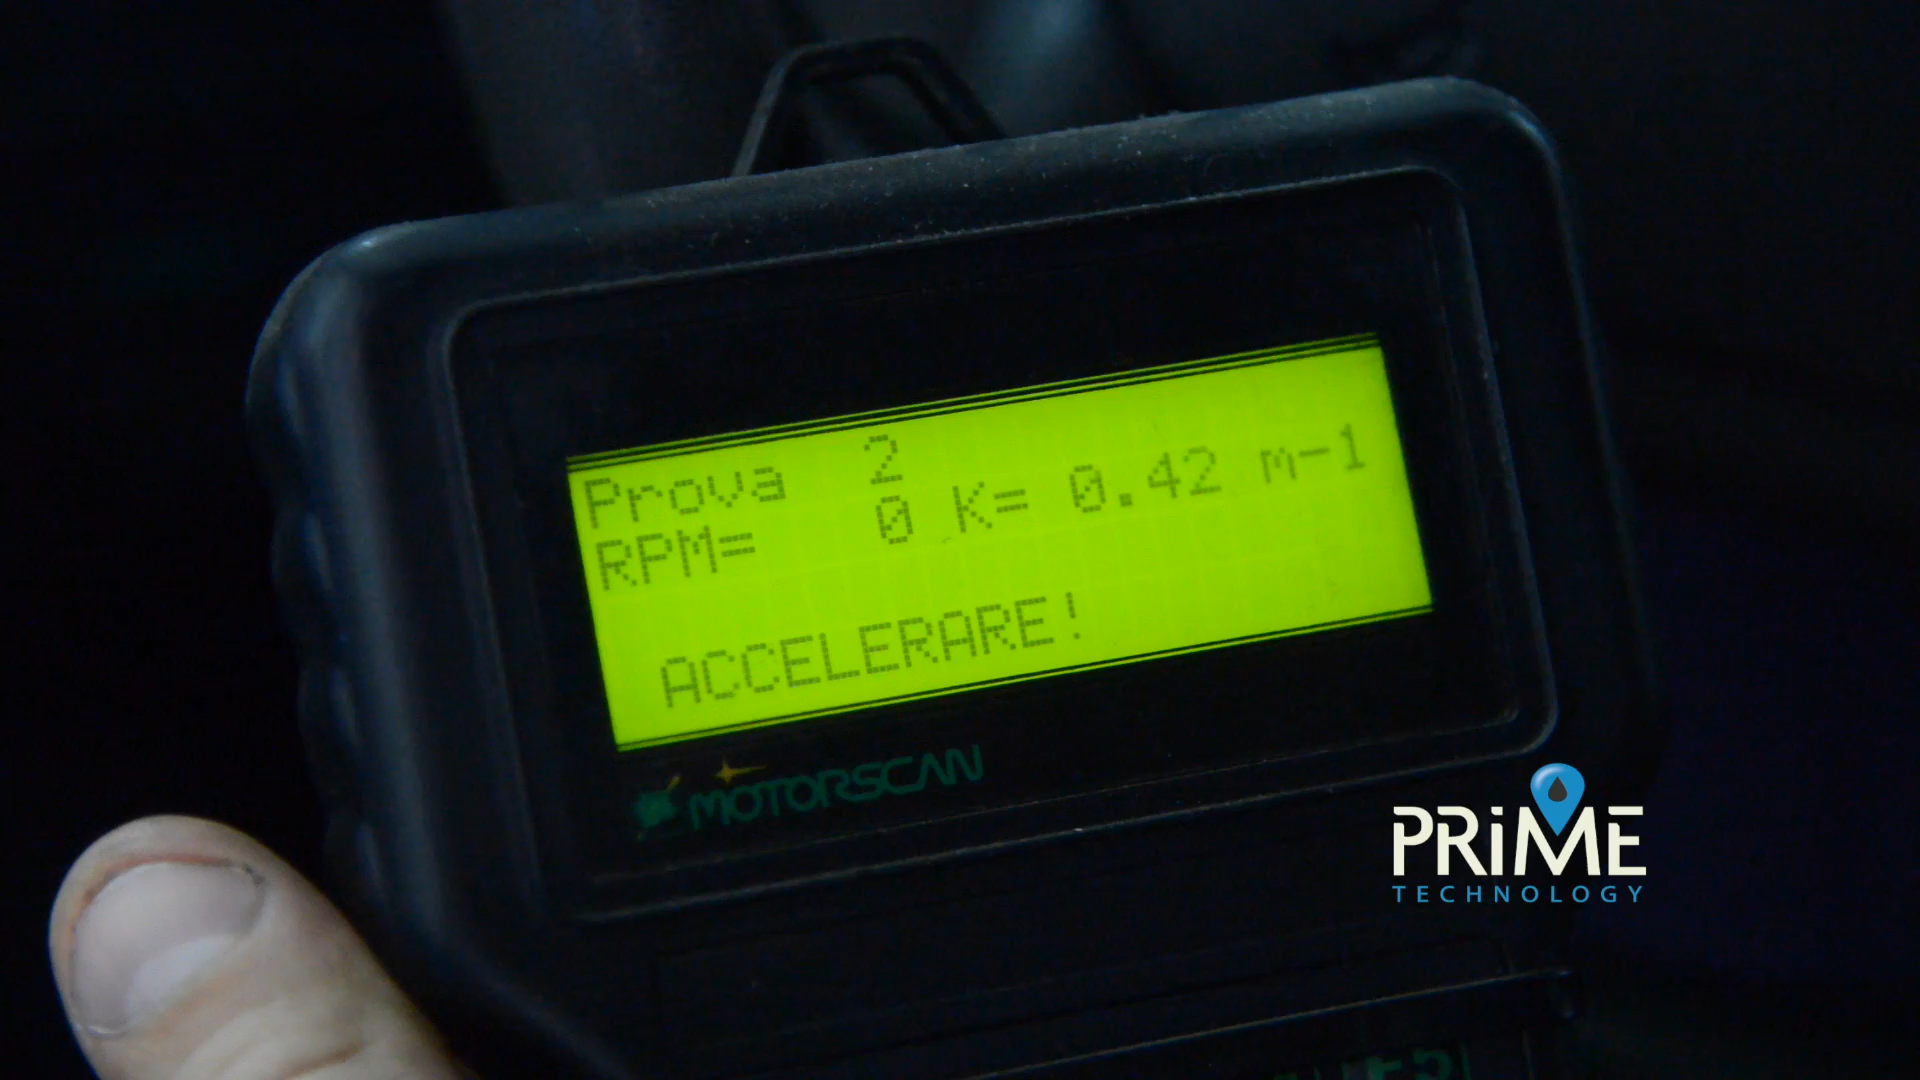 Prova 2
RPM= 0 K= 0.42 m-1
ACCELERARE!
MOTORSCAN
PRiME
TECHNOLOGY